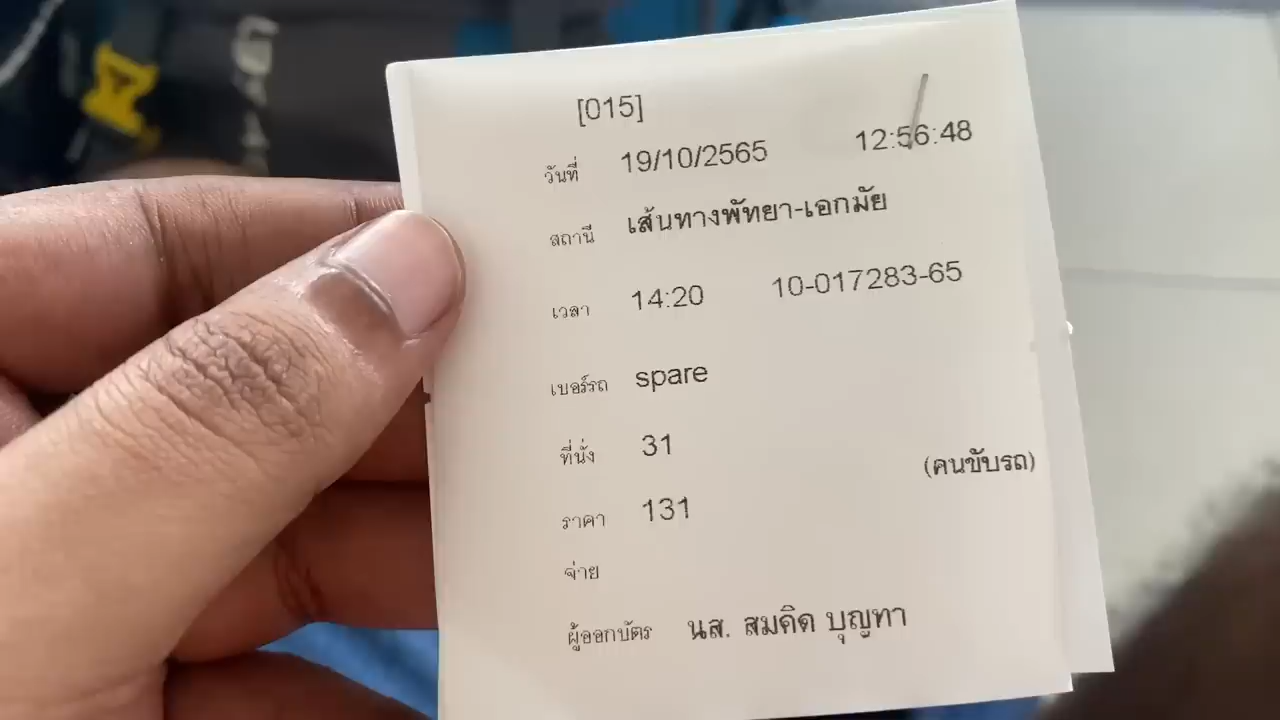 [015]
วันที่ 19/10/2565 12:56:48
สถานี เส้นทางพัทยา-เอกมัย
เวลา 14:20 10-017283-65
เบอร์รถ spare
ที่นั่ง 31
(คนขับรถ)
ราคา 131
จ่าย
ผู้ออกบัตร นส. สมคิด บุญทา